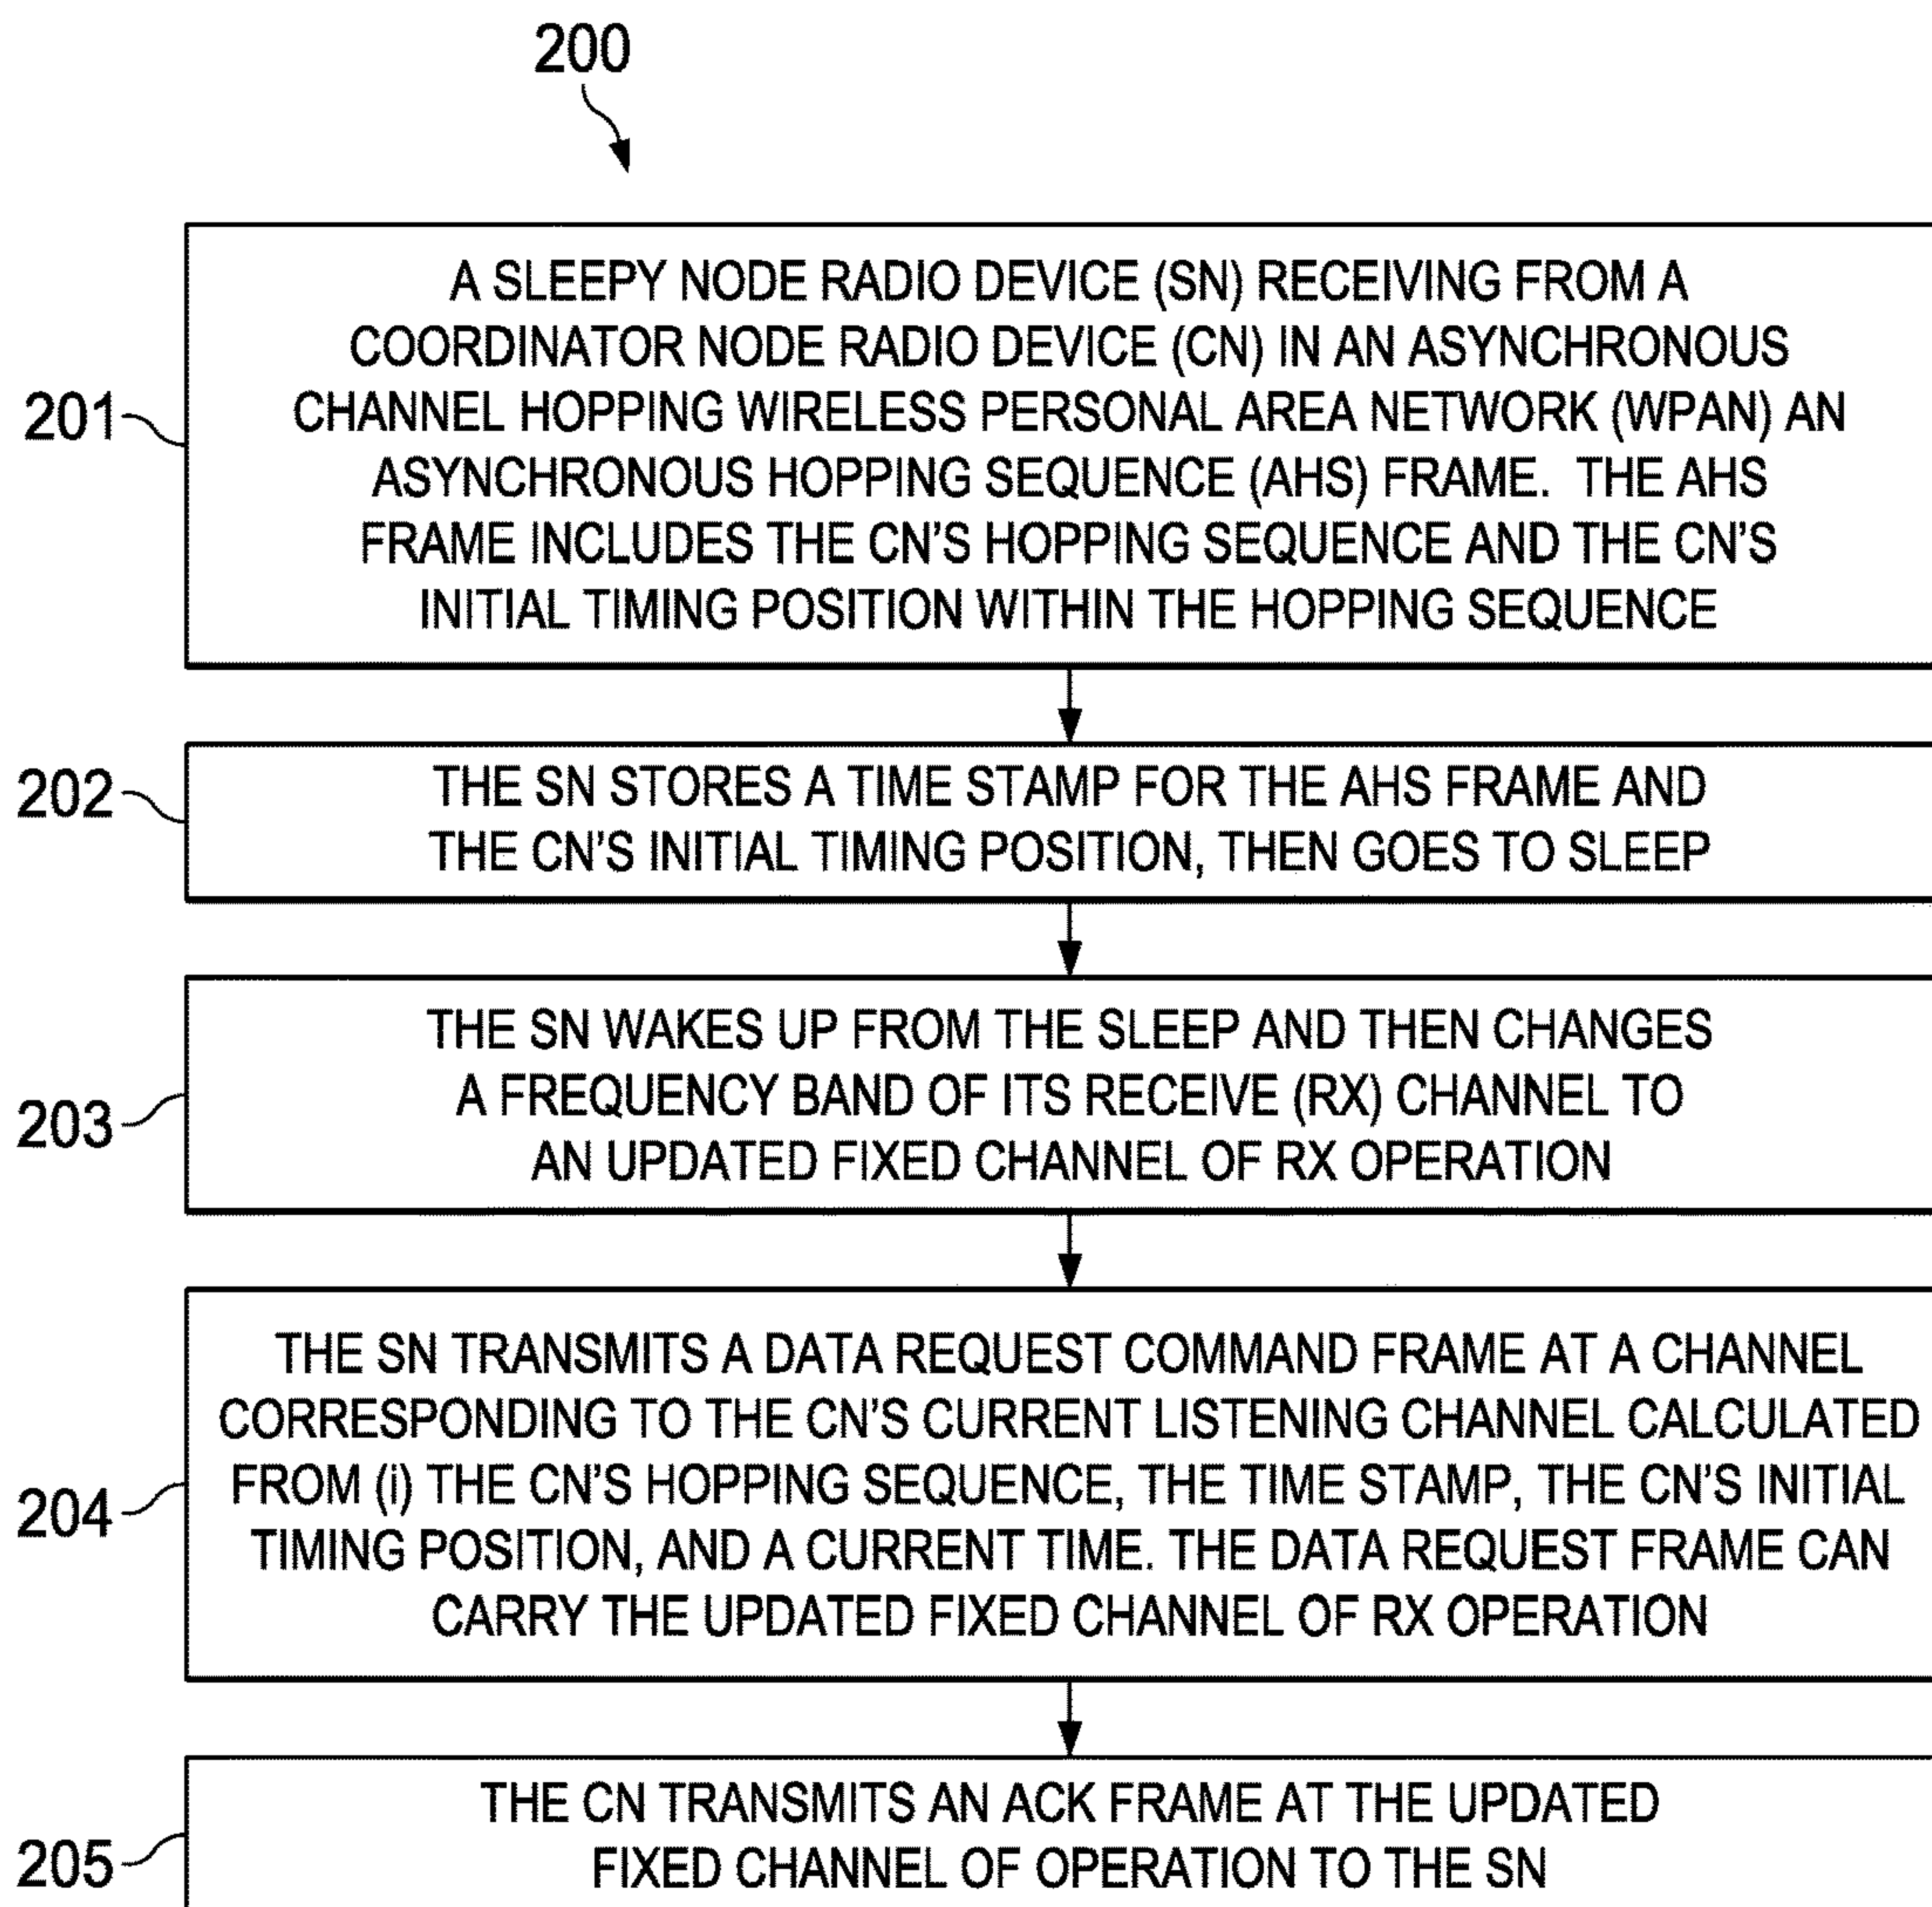 200
201
A SLEEPY NODE RADIO DEVICE (SN) RECEIVING FROM A
COORDINATOR NODE RADIO DEVICE (CN) IN AN ASYNCHRONOUS
CHANNEL HOPPING WIRELESS PERSONAL AREA NETWORK (WPAN) AN
ASYNCHRONOUS HOPPING SEQUENCE (AHS) FRAME. THE AHS
FRAME INCLUDES THE CN'S HOPPING SEQUENCE AND THE CN'S
INITIAL TIMING POSITION WITHIN THE HOPPING SEQUENCE
202
THE SN STORES A TIME STAMP FOR THE AHS FRAME AND
THE CN'S INITIAL TIMING POSITION, THEN GOES TO SLEEP
203
THE SN WAKES UP FROM THE SLEEP AND THEN CHANGES
A FREQUENCY BAND OF ITS RECEIVE (RX) CHANNEL TO
AN UPDATED FIXED CHANNEL OF RX OPERATION
204
THE SN TRANSMITS A DATA REQUEST COMMAND FRAME AT A CHANNEL
CORRESPONDING TO THE CN'S CURRENT LISTENING CHANNEL CALCULATED
FROM (i) THE CN'S HOPPING SEQUENCE, THE TIME STAMP, THE CN'S INITIAL
TIMING POSITION, AND A CURRENT TIME. THE DATA REQUEST FRAME CAN
CARRY THE UPDATED FIXED CHANNEL OF RX OPERATION
205
THE CN TRANSMITS AN ACK FRAME AT THE UPDATED
FIXED CHANNEL OF OPERATION TO THE SN